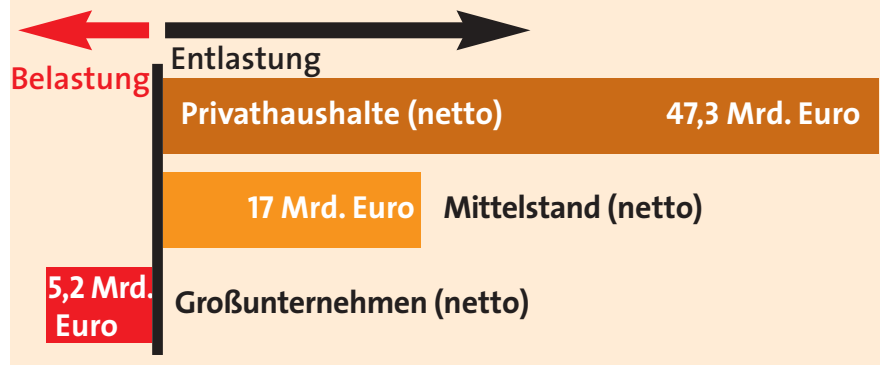 Entlastung
Belastung
Privathaushalte (netto) 47,3 Mrd. Euro
17 Mrd. Euro Mittelstand (netto)
5,2 Mrd.
Euro
Großunternehmen (netto)